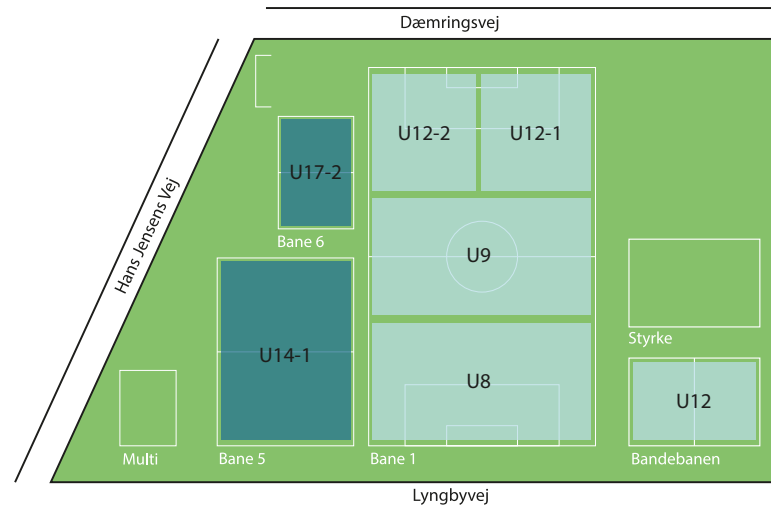 Dæmringsvej
U12-2
U12-1
U17-2
Bane 6
Hans Jensens Vej
U9
Styrke
U14-1
U8
U12
Multi
Bane 5
Bane 1
Bandebanen
Lyngbyvej